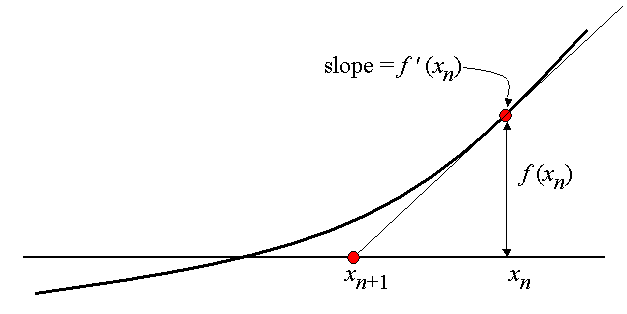 slope = f ' (xₙ)
f (xₙ)
xₙ₊₁
xₙ